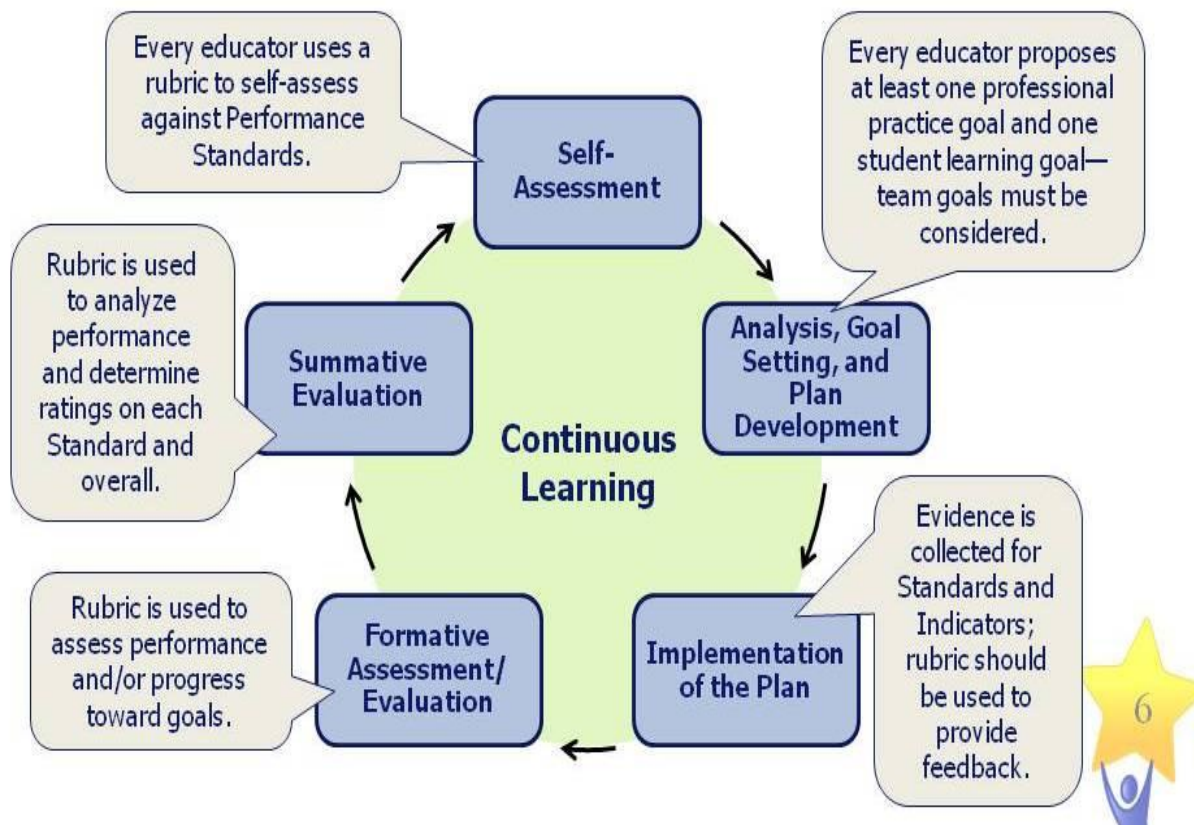 Every educator uses a
rubric to self-assess
against Performance
Standards.
Self-
Assessment
Every educator proposes
at least one professional
practice goal and one
student learning goal—
team goals must be
considered.
Analysis, Goal
Setting, and
Plan
Development
Evidence is
collected for
Standards and
Indicators;
rubric should
be used to
provide
feedback.
Implementation
of the Plan
Formative
Assessment/
Evaluation
Rubric is used to
assess performance
and/or progress
toward goals.
Summative
Evaluation
Rubric is used
to analyze
performance
and determine
ratings on each
Standard and
overall.
Continuous
Learning
6